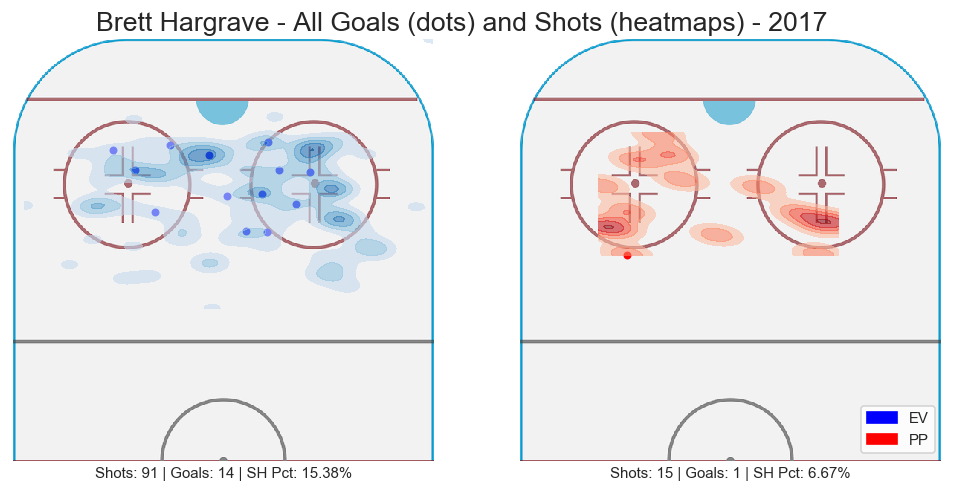 Brett Hargrave - All Goals (dots) and Shots (heatmaps) - 2017
EV
PP
Shots: 91 | Goals: 14 | SH Pct: 15.38%
Shots: 15 | Goals: 1 | SH Pct: 6.67%